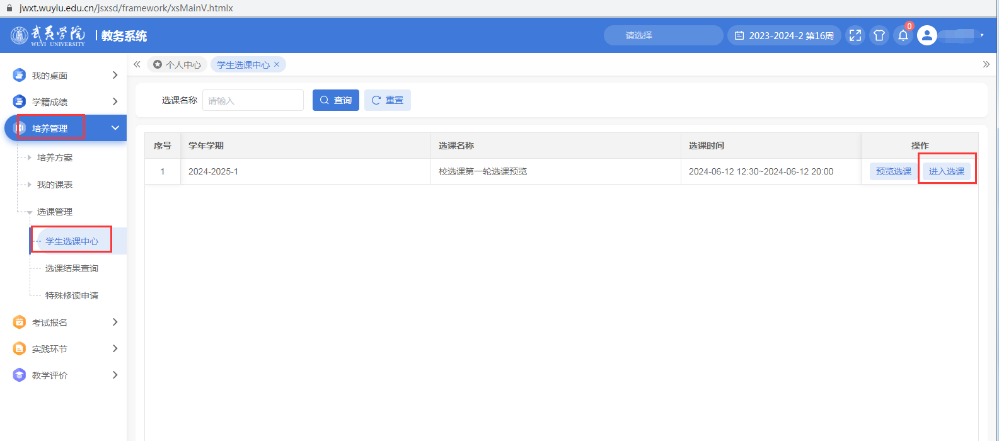 jwxt.wuyiu.edu.cn/jsxsd/framework/xsMainV.htmlx
武夷学院
WUYI UNIVERSITY
教务系统
请选择
2023-2024-2 第16周
0
我的桌面
学籍成绩
培养管理
培养方案
我的课表
选课管理
学生选课中心
选课结果查询
特殊修读申请
考试报名
实践环节
教学评价
个人中心
学生选课中心
选课名称 请输入 查询 重置
序号 学年学期 选课名称 选课时间 操作
1 2024-2025-1 校选课第一轮选课预览 2024-06-12 12:30~2024-06-12 20:00 预览选课 进入选课